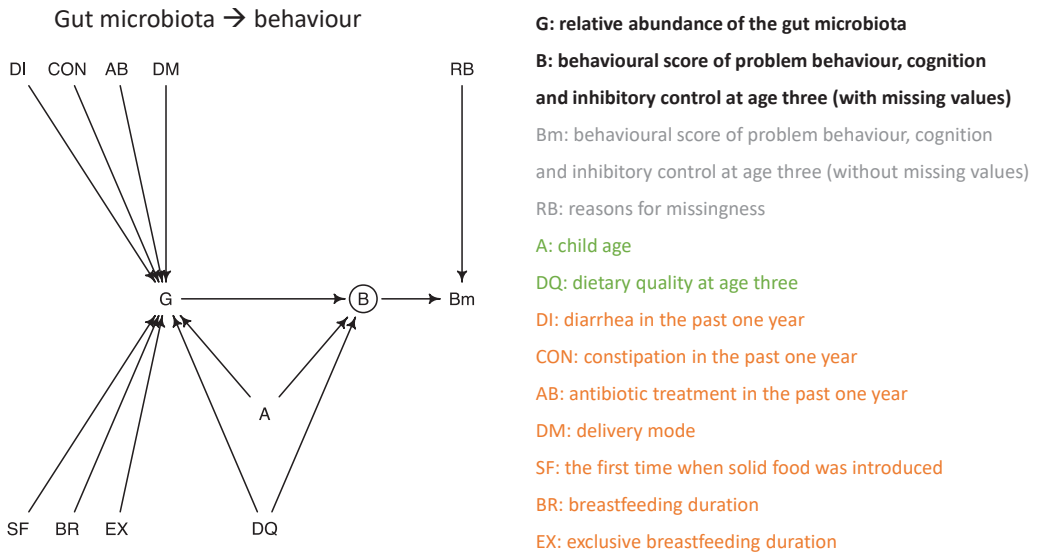 Gut microbiota → behaviour
DI CON AB DM RB
G B Bm
A
SF BR EX DQ
G: relative abundance of the gut microbiota
B: behavioural score of problem behaviour, cognition
and inhibitory control at age three (with missing values)
Bm: behavioural score of problem behaviour, cognition
and inhibitory control at age three (without missing values)
RB: reasons for missingness
A: child age
DQ: dietary quality at age three
DI: diarrhea in the past one year
CON: constipation in the past one year
AB: antibiotic treatment in the past one year
DM: delivery mode
SF: the first time when solid food was introduced
BR: breastfeeding duration
EX: exclusive breastfeeding duration